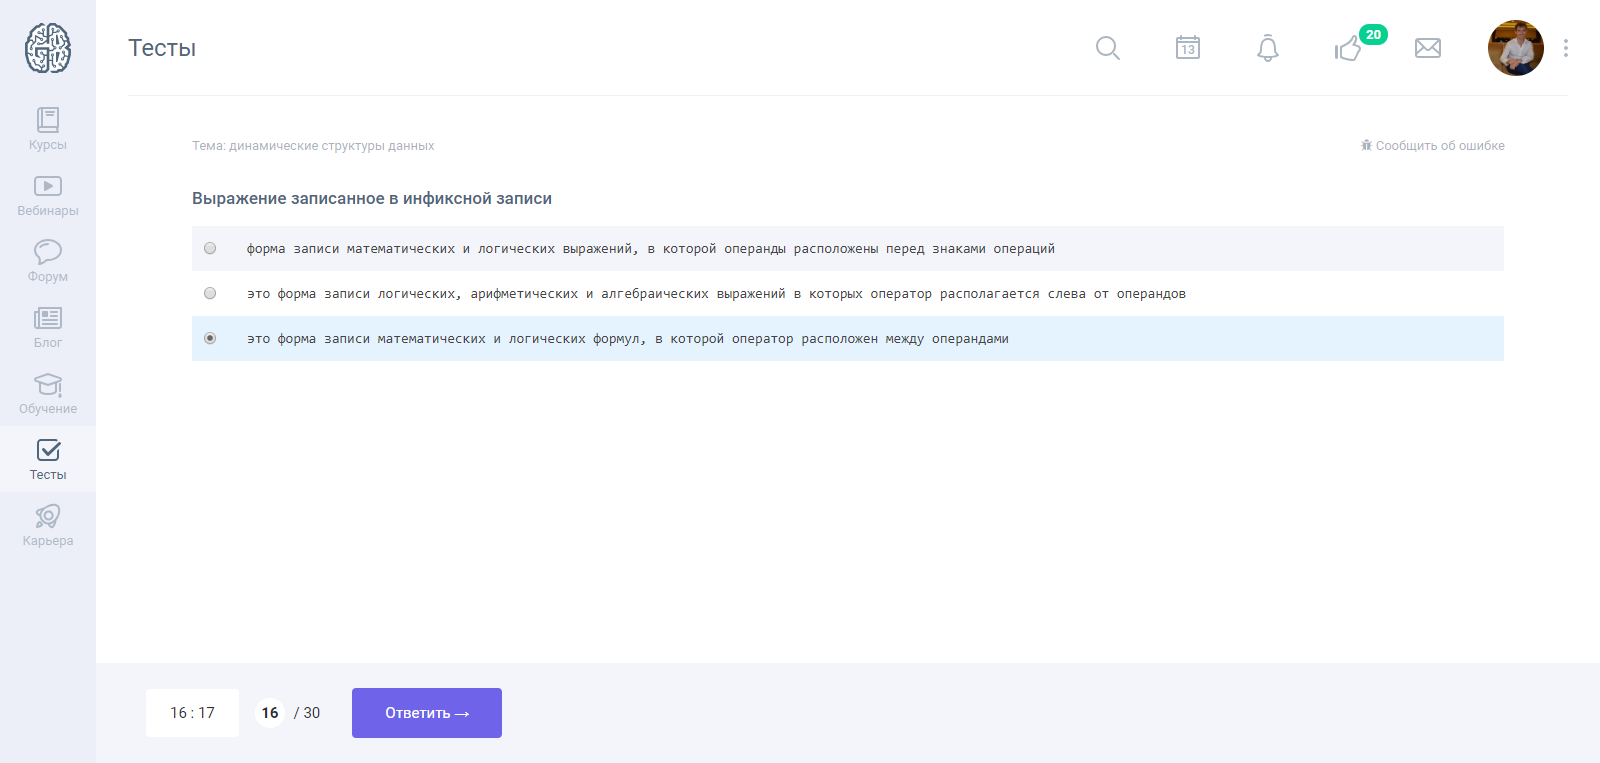 Тесты
13
20
Курсы
Вебинары
Форум
Блог
Обучение
Тесты
Карьера
Тема: динамические структуры данных
Сообщить об ошибке
Выражение записанное в инфиксной записи
форма записи математических и логических выражений, в которой операнды расположены перед знаками операций
это форма записи логических, арифметических и алгебраических выражений в которых оператор располагается слева от операндов
это форма записи математических и логических формул, в которой оператор расположен между операндами
16 : 17
16 / 30
Ответить →